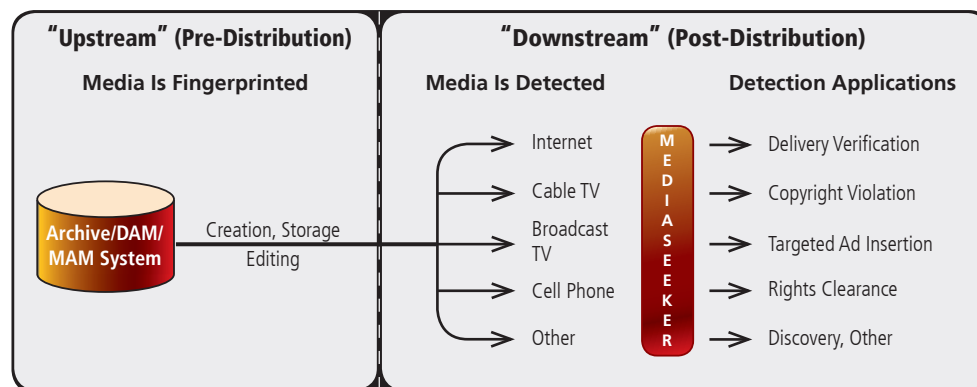 “Upstream” (Pre-Distribution)
Media Is Fingerprinted
Archive/DAM/
MAM System
Creation, Storage
Editing
“Downstream” (Post-Distribution)
Media Is Detected
Internet
Cable TV
Broadcast
TV
Cell Phone
Other
MEDIASEEKER
Detection Applications
Delivery Verification
Copyright Violation
Targeted Ad Insertion
Rights Clearance
Discovery, Other